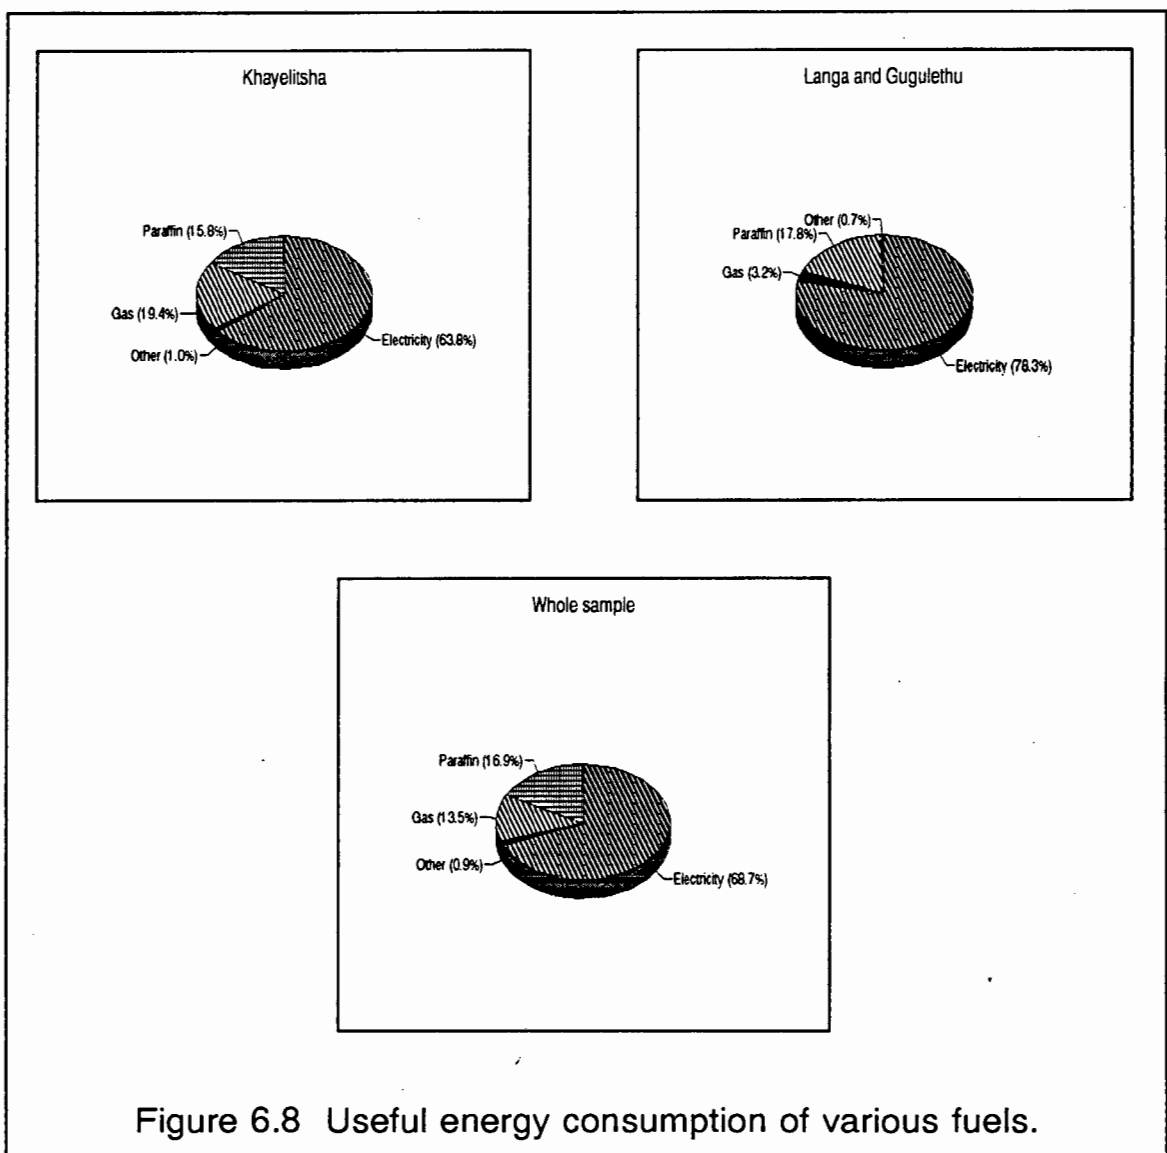 Khayelitsha
Paraffin (15.8%)
Gas (19.4%)
Other (1.0%)
Electricity (63.8%)
Langa and Gugulethu
Other (0.7%)
Paraffin (17.8%)
Gas (3.2%)
Electricity (78.3%)
Whole sample
Paraffin (16.9%)
Gas (13.5%)
Other (0.9%)
Electricity (68.7%)
Figure 6.8 Useful energy consumption of various fuels.